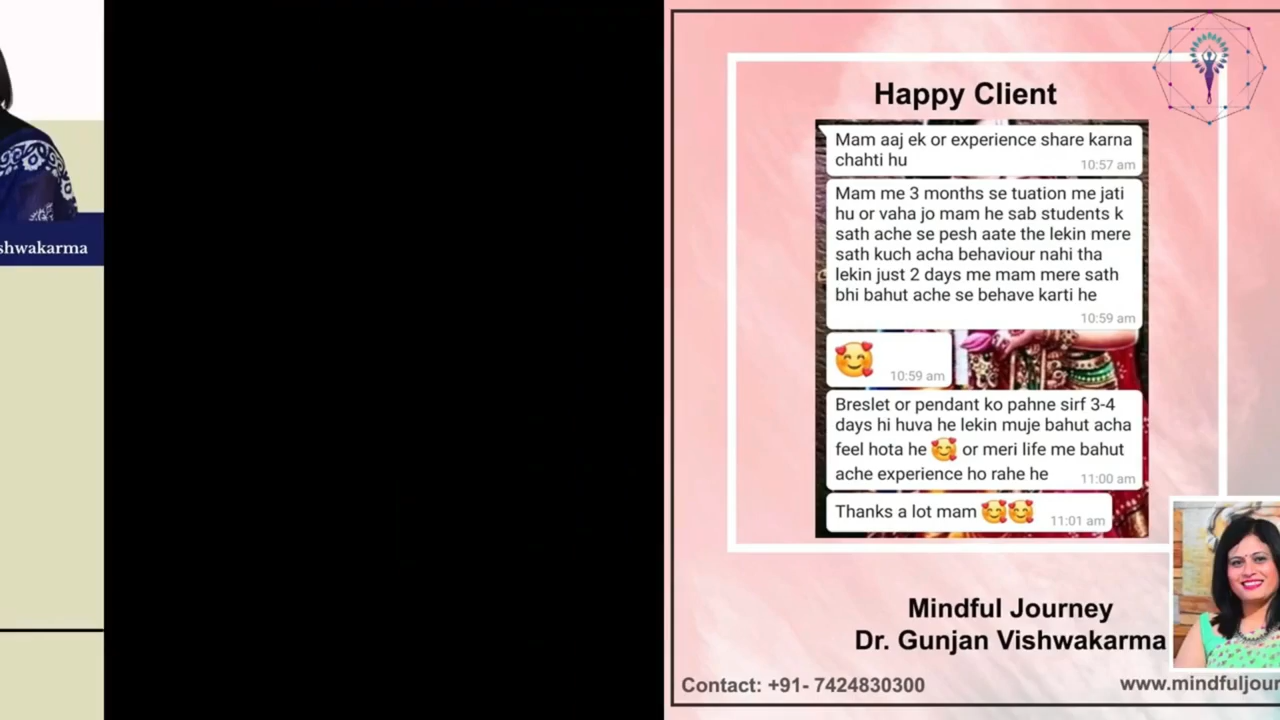 shwakarma
Happy Client
Mam aaj ek or experience share karna
chahti hu
10:57 am
Mam me 3 months se tuation me jati
hu or vaha jo mam he sab students k
sath ache se pesh aate the lekin mere
sath kuch acha behaviour nahi tha
lekin just 2 days me mam mere sath
bhi bahut ache se behave karti he
10:59 am
🥰
10:59 am
Breslet or pendant ko pahne sirf 3-4
days hi huva he lekin muje bahut acha
feel hota he 🥰 or meri life me bahut
ache experience ho rahe he
11:00 am
Thanks a lot mam 🥰🥰
11:01 am
Mindful Journey
Dr. Gunjan Vishwakarma
Contact: +91- 7424830300
www.mindfuljour